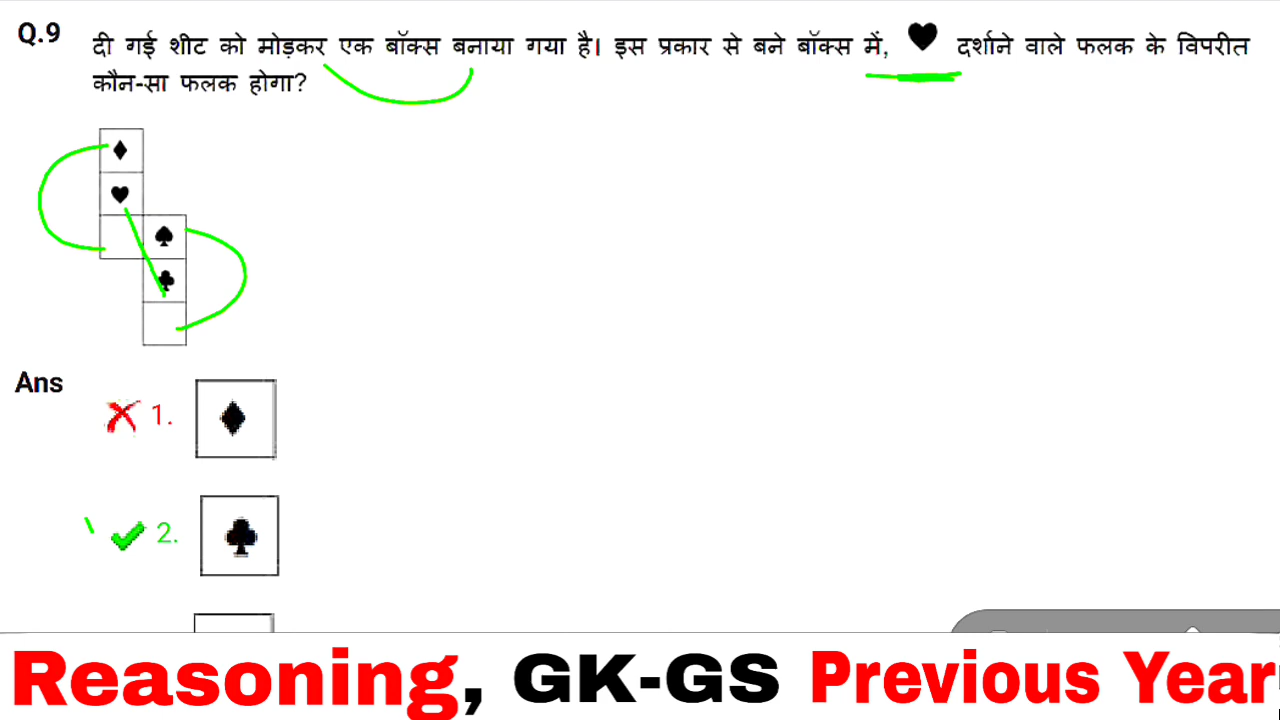 Q.9 दी गई शीट को मोड़कर एक बॉक्स बनाया गया है। इस प्रकार से बने बॉक्स में, ♥ दर्शाने वाले फलक के विपरीत
कौन-सा फलक होगा?
Ans
1.
2.
Reasoning, GK-GS Previous Year